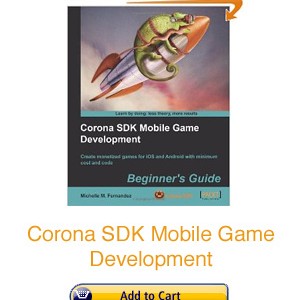 Learn by doing: less theory, more results
Corona SDK Mobile Game
Development
Create monetized games for iOS and Android with minimum
cost and code
Beginner's Guide
Michelle M. Fernandez
Corona SDK Mobile Game
Development
Add to Cart